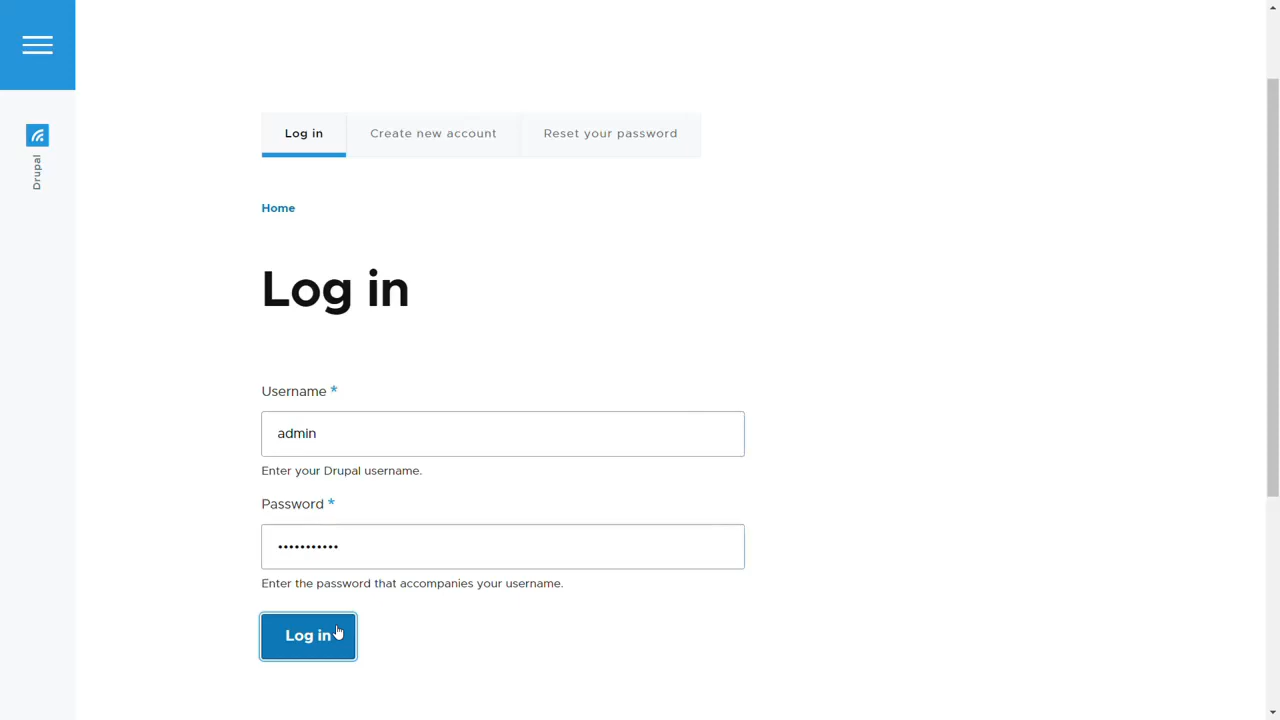 Log in
Create new account
Reset your password
Drupal
Home
Log in
Username *
admin
Enter your Drupal username.
Password *
•••••••••••
Enter the password that accompanies your username.
Log in